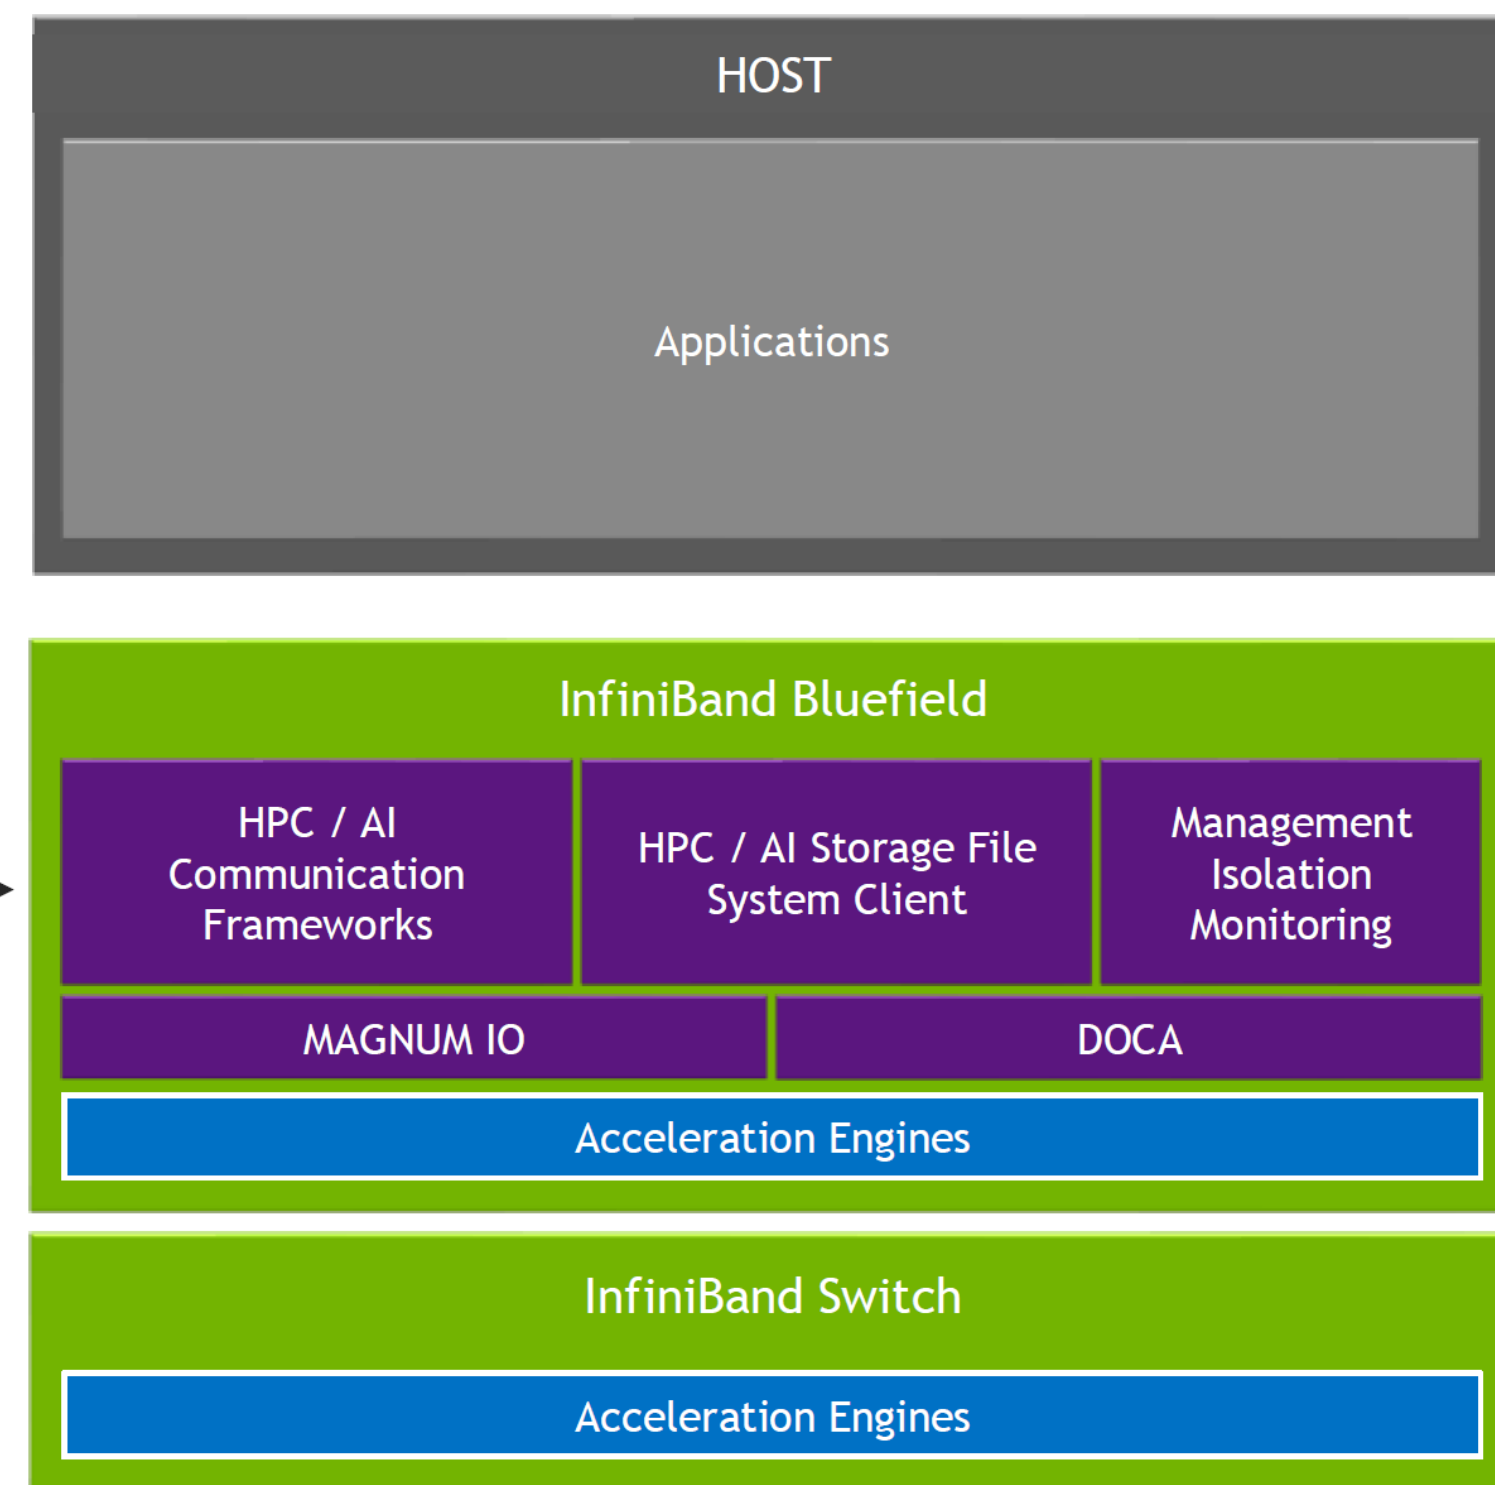 HOST
Applications
InfiniBand Bluefield
HPC / AI
Communication
Frameworks
HPC / AI Storage File
System Client
Management
Isolation
Monitoring
MAGNUM IO
DOCA
Acceleration Engines
InfiniBand Switch
Acceleration Engines